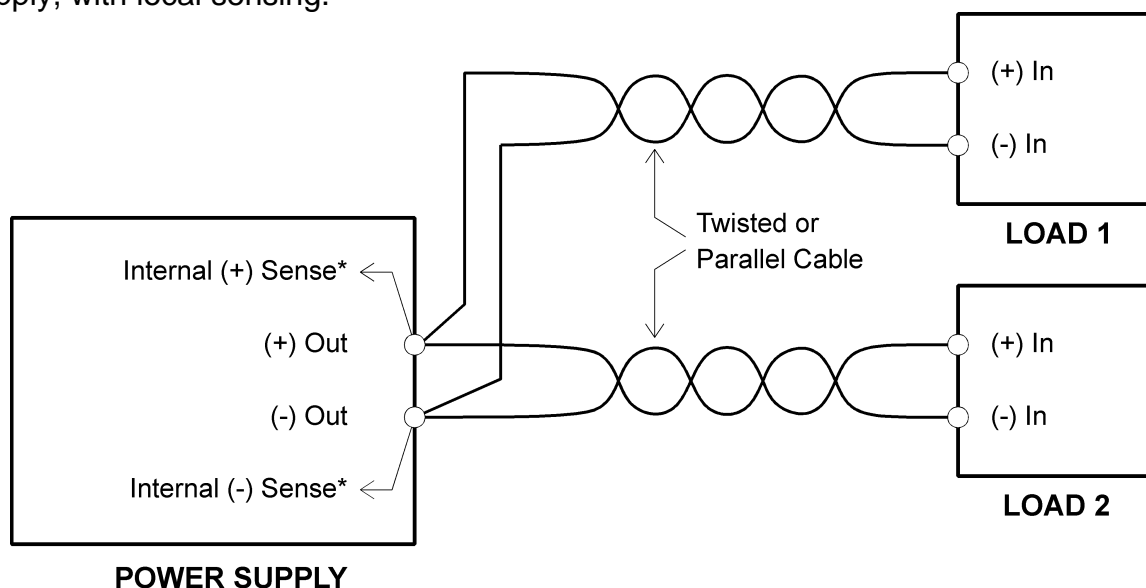 with local sensing.
(+) In
(-) In
LOAD 1
Twisted or
Parallel Cable
Internal (+) Sense*
(+) Out
(-) Out
Internal (-) Sense*
POWER SUPPLY
(+) In
(-) In
LOAD 2